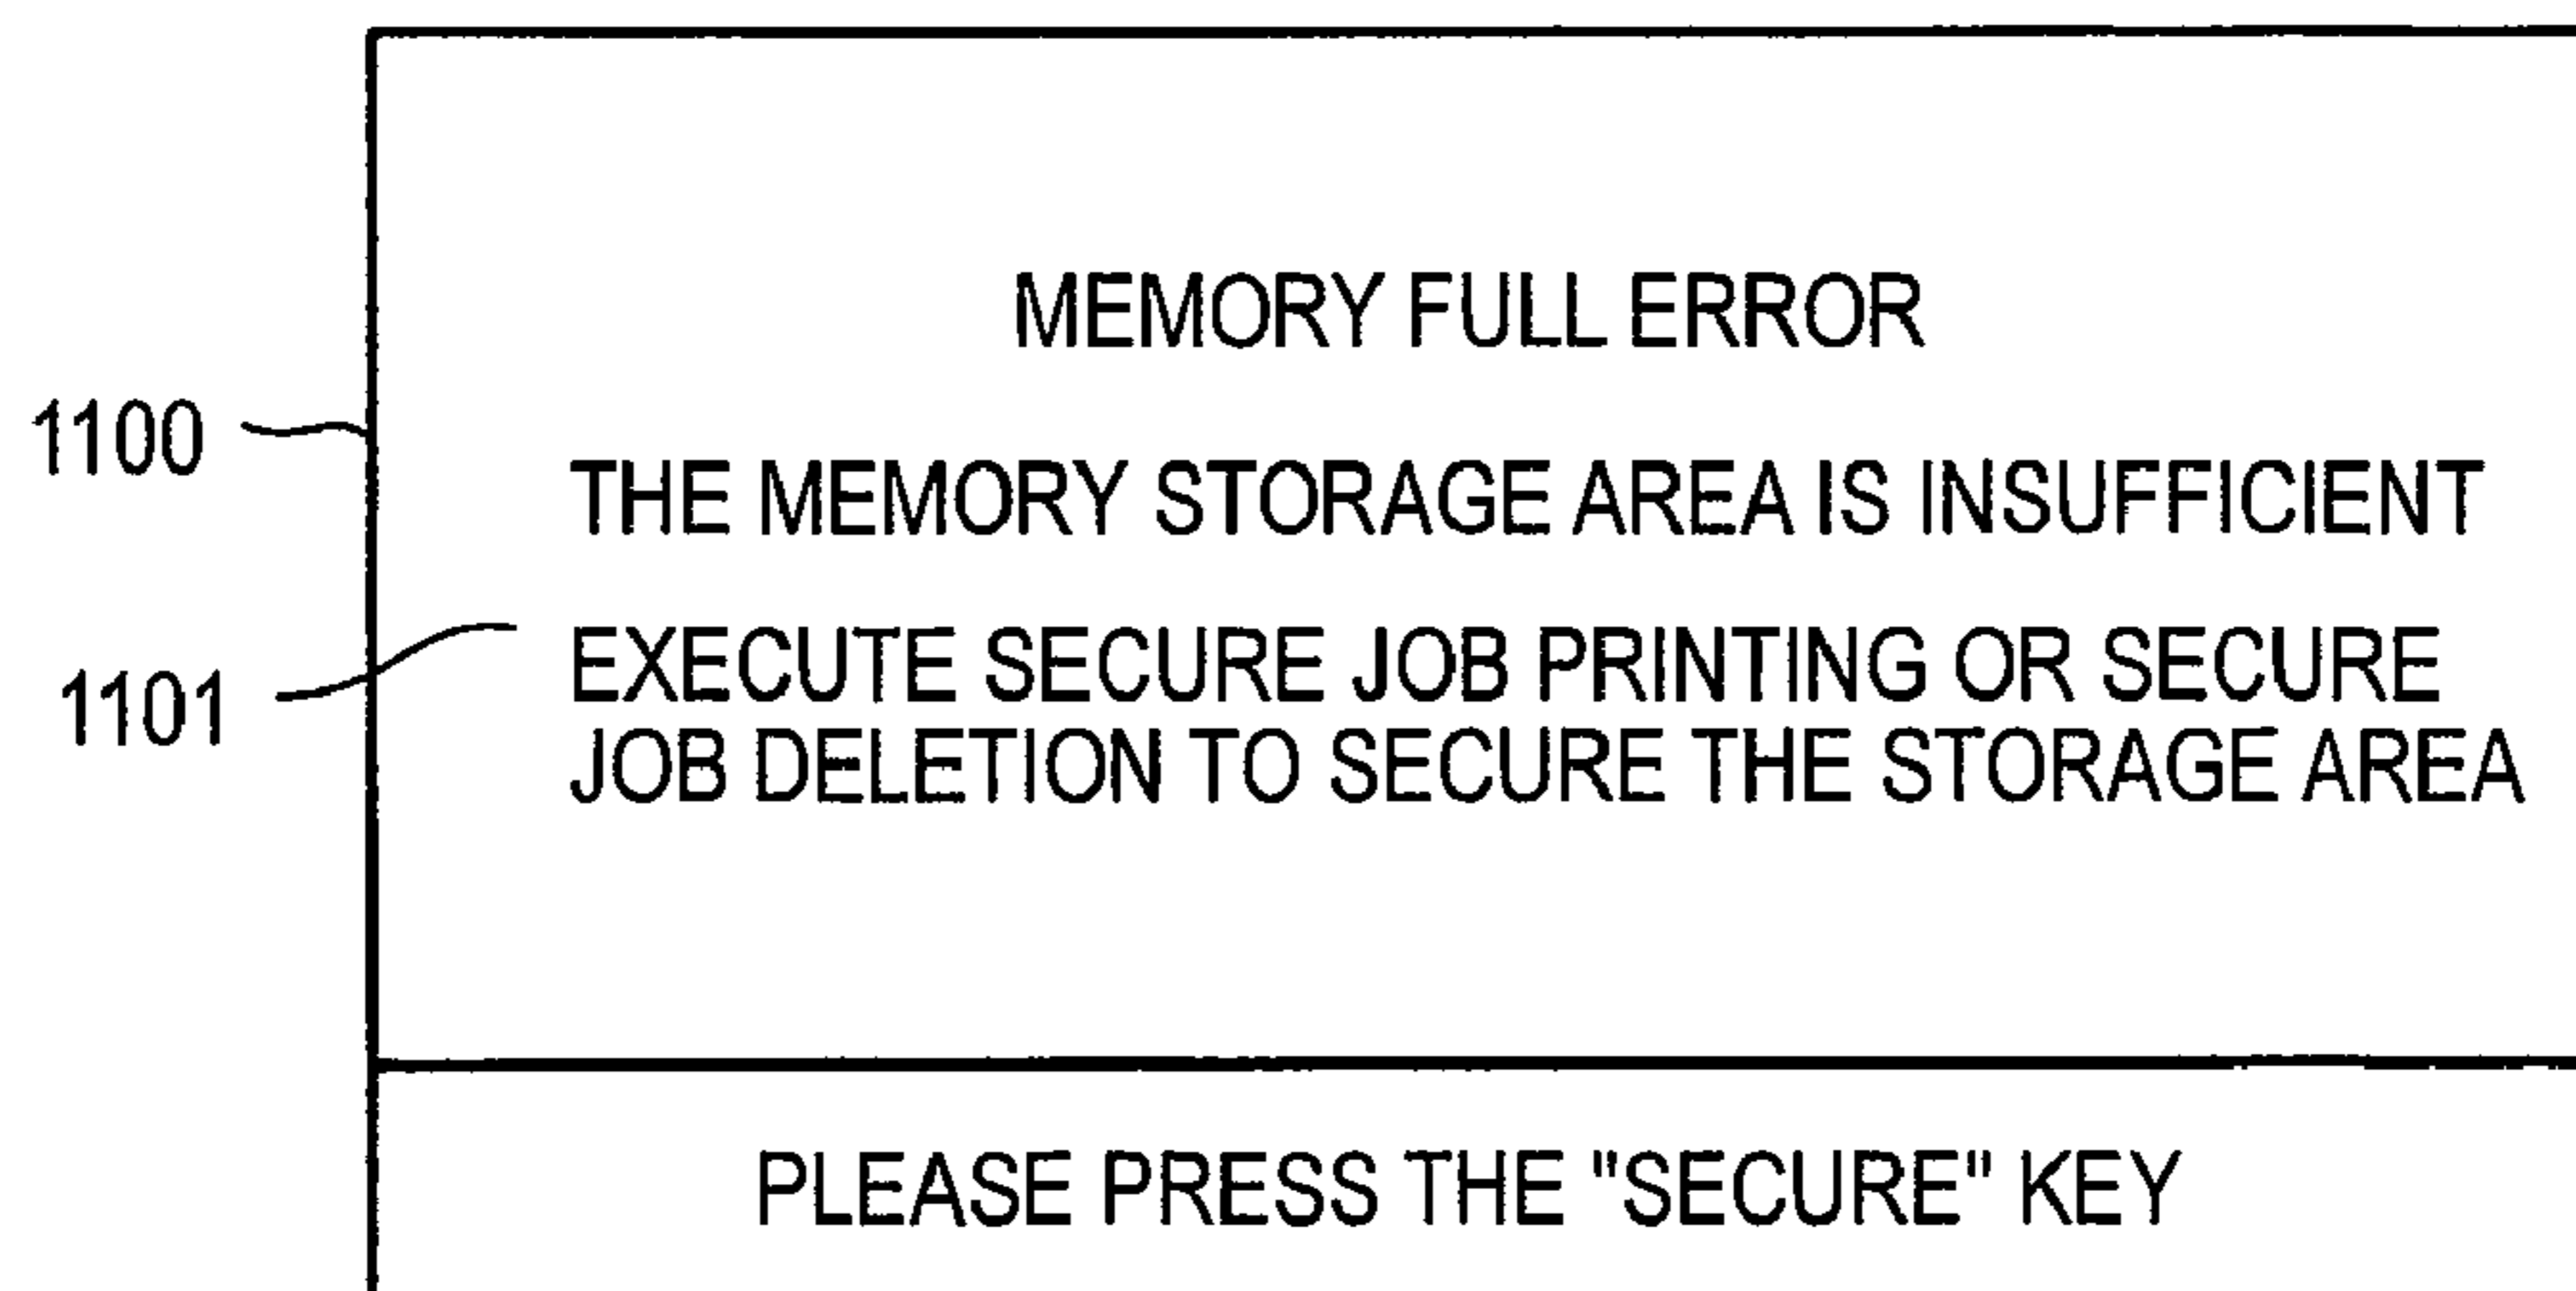 MEMORY FULL ERROR
1100
THE MEMORY STORAGE AREA IS INSUFFICIENT
EXECUTE SECURE JOB PRINTING OR SECURE
1101
JOB DELETION TO SECURE THE STORAGE AREA
PLEASE PRESS THE "SECURE" KEY